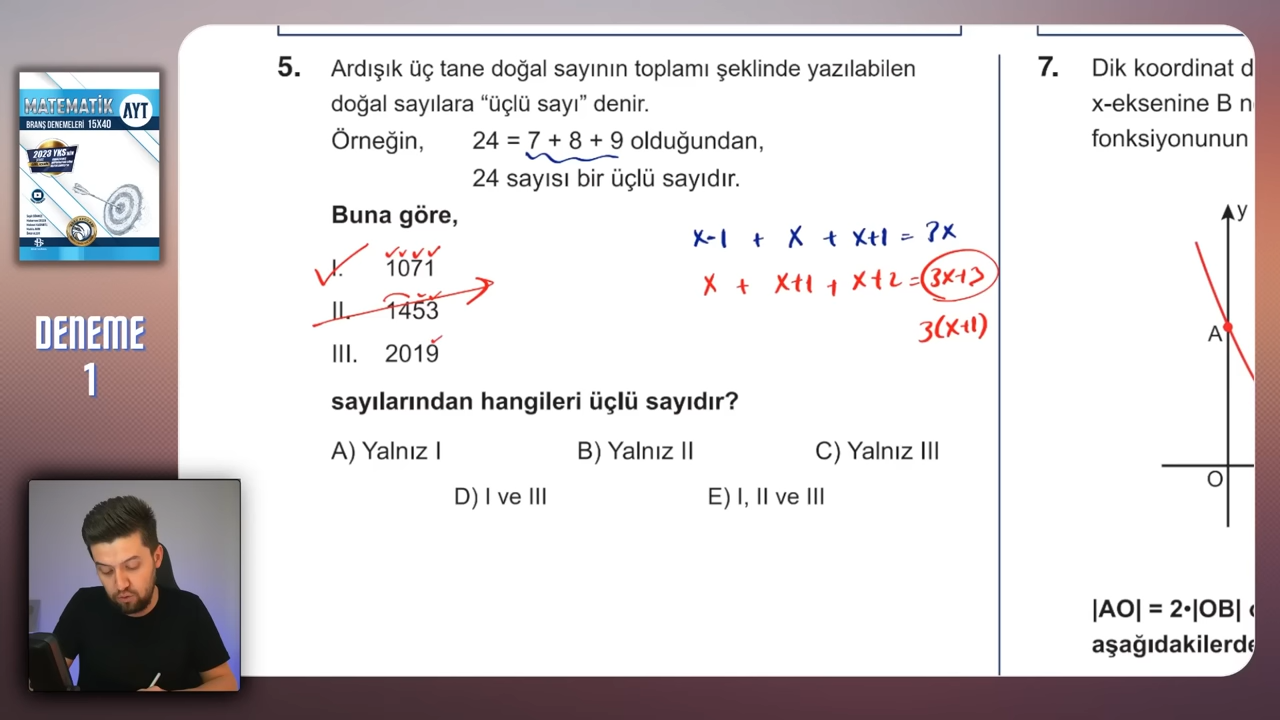 MATEMATİK AYT
BRANŞ DENEMELERİ 15X40
DENEME
1
5. Ardışık üç tane doğal sayının toplamı şeklinde yazılabilen
doğal sayılara “üçlü sayı” denir.
Örneğin, 24 = 7 + 8 + 9 olduğundan,
24 sayısı bir üçlü sayıdır.
Buna göre,
x-1 + x + x+1 = 3x
I. 1071
x + x+1 + x+2 = 3x+3
II. 1453
3(x+1)
III. 2019
sayılarından hangileri üçlü sayıdır?
A) Yalnız I B) Yalnız II C) Yalnız III
D) I ve III E) I, II ve III
7. Dik koordinat d
x-eksenine B n
fonksiyonunun
y
A
O
|AO| = 2•|OB|
aşağıdakilerde